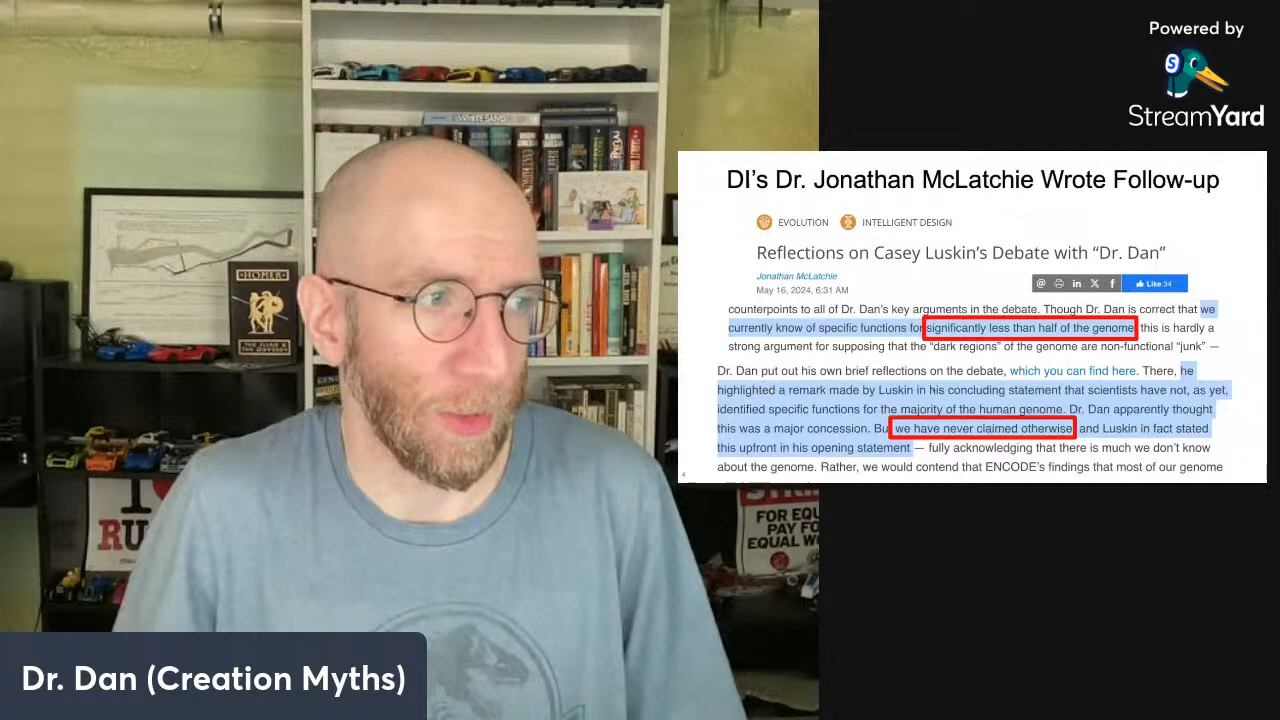 Powered by
StreamYard
DI's Dr. Jonathan McLatchie Wrote Follow-up
EVOLUTION INTELLIGENT DESIGN
Reflections on Casey Luskin's Debate with “Dr. Dan”
Jonathan McLatchie
May 16, 2024, 6:31 AM
Like 34
counterpoints to all of Dr. Dan's key arguments in the debate. Though Dr. Dan is correct that we
currently know of specific functions for significantly less than half of the genome, this is hardly a
strong argument for supposing that the “dark regions” of the genome are non-functional “junk” —
Dr. Dan put out his own brief reflections on the debate, which you can find here. There, he
highlighted a remark made by Luskin in his concluding statement that scientists have not, as yet,
identified specific functions for the majority of the human genome. Dr. Dan apparently thought
this was a major concession. But we have never claimed otherwise, and Luskin in fact stated
this upfront in his opening statement — fully acknowledging that there is much we don't know
about the genome. Rather, we would contend that ENCODE's findings that most of our genome
4
WHITE SAND
HOMER
THE ILIAD &
THE ODYSSEY
I
RU
FOR EQU
PAY FO
EQUAL WO
Dr. Dan (Creation Myths)